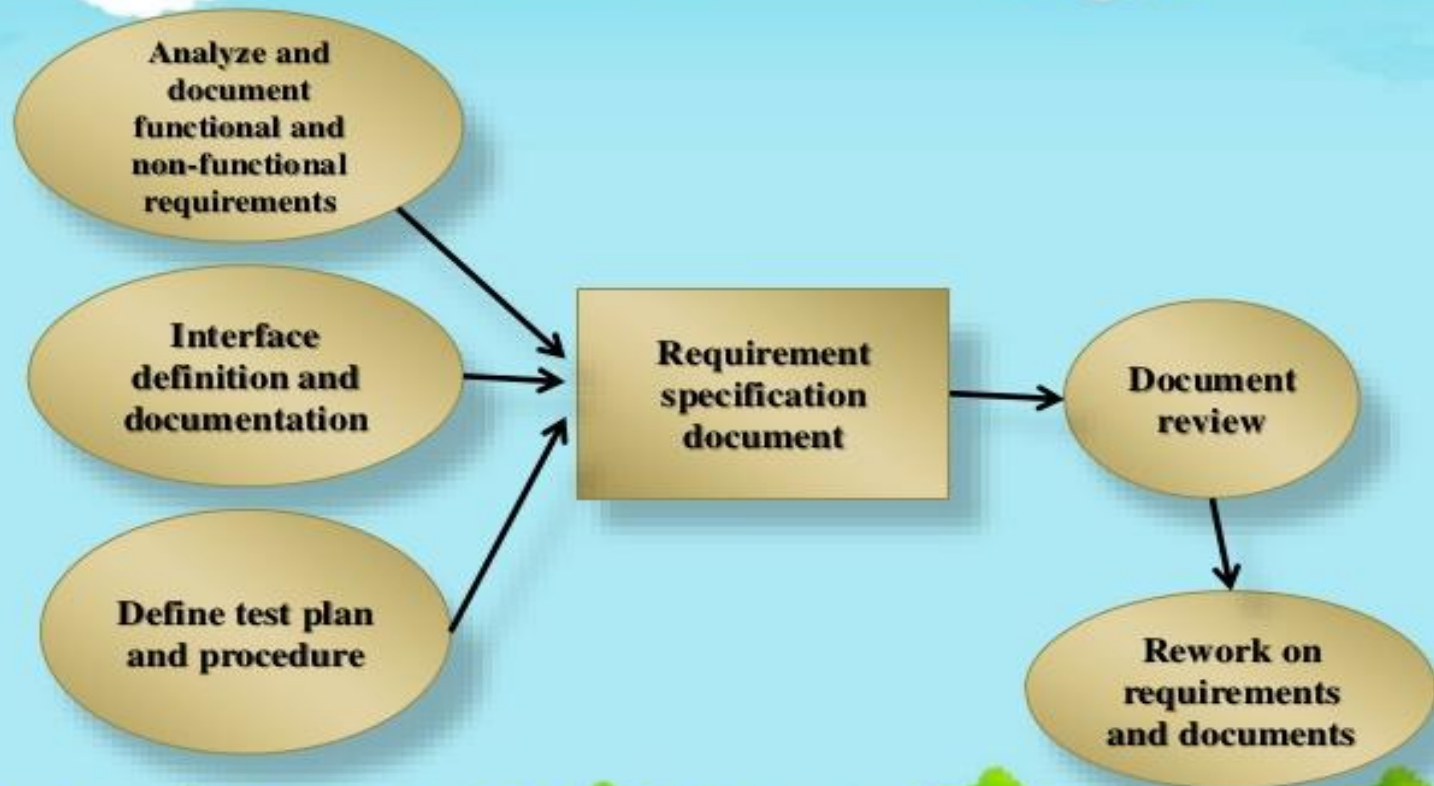 Analyze and
document
functional and
non-functional
requirements
Interface
definition and
documentation
Define test plan
and procedure
Requirement
specification
document
Document
review
Rework on
requirements
and documents